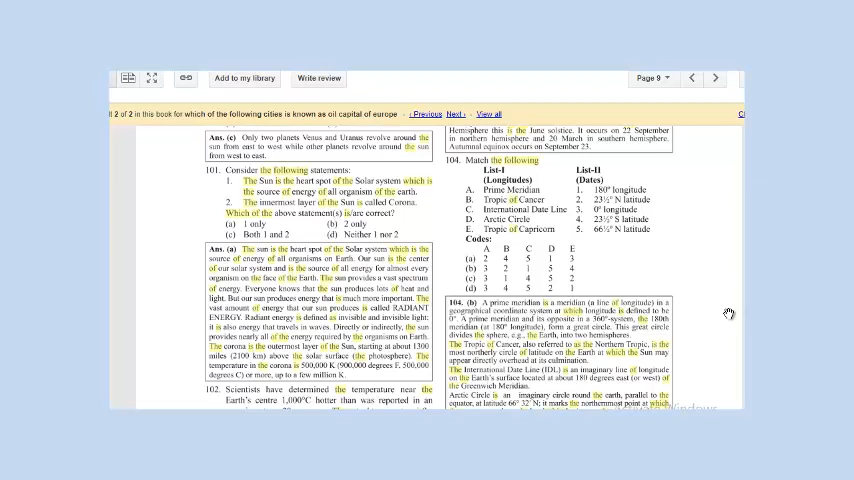 Add to my library
Write review
Page 9
lt 2 of 2 in this book for which of the following cities is known as oil capital of europe
‹ Previous Next › View all
Cl
Ans. (c) Only two planets Venus and Uranus revolve around the
sun from east to west while other planets revolve around the sun
from west to east.
101. Consider the following statements:
1. The Sun is the heart spot of the Solar system which is
the source of energy of all organism of the earth.
2. The innermost layer of the Sun is called Corona.
Which of the above statement(s) is/are correct?
(a) 1 only (b) 2 only
(c) Both 1 and 2 (d) Neither 1 nor 2
Ans. (a) The sun is the heart spot of the Solar system which is the
source of energy of all organisms on Earth. Our sun is the center
of our solar system and is the source of all energy for almost every
organism on the face of the Earth. The sun provides a vast spectrum
of energy. Everyone knows that the sun produces lots of heat and
light. But our sun produces energy that is much more important. The
vast amount of energy that our sun produces is called RADIANT
ENERGY. Radiant energy is defined as invisible and invisible light;
it is also energy that travels in waves. Directly or indirectly, the sun
provides nearly all of the energy required by the organisms on Earth.
The corona is the outermost layer of the Sun, starting at about 1300
miles (2100 km) above the solar surface (the photosphere). The
temperature in the corona is 500,000 K (900,000 degrees F, 500,000
degrees C) or more, up to a few million K.
102. Scientists have determined the temperature near the
Earth's centre 1,000°C hotter than was reported in an
Hemisphere this is the June solstice. It occurs on 22 September
in northern hemisphere and 20 March in southern hemisphere.
Autumnal equinox occurs on September 23.
104. Match the following
List-I List-II
(Longitudes) (Dates)
A. Prime Meridian 1. 180° longitude
B. Tropic of Cancer 2. 23½° N latitude
C. International Date Line 3. 0° longitude
D. Arctic Circle 4. 23½° S latitude
E. Tropic of Capricorn 5. 66½° N latitude
Codes:
A B C D E
(a) 2 4 5 1 3
(b) 3 2 1 5 4
(c) 3 1 4 5 2
(d) 3 4 5 2 1
104. (b) A prime meridian is a meridian (a line of longitude) in a
geographical coordinate system at which longitude is defined to be
0°. A prime meridian and its opposite in a 360°-system, the 180th
meridian (at 180° longitude), form a great circle. This great circle
divides the sphere, e.g., the Earth, into two hemispheres
The Tropic of Cancer, also referred to as the Northern Tropic, is the
most northerly circle of latitude on the Earth at which the Sun may
appear directly overhead at its culmination.
The International Date Line (IDL) is an imaginary line of longitude
on the Earth's surface located at about 180 degrees east (or west) of
the Greenwich Meridian.
Arctic Circle is an imaginary circle round the earth, parallel to the
equator, at latitude 66° 32' N; it marks the northernmost point at which